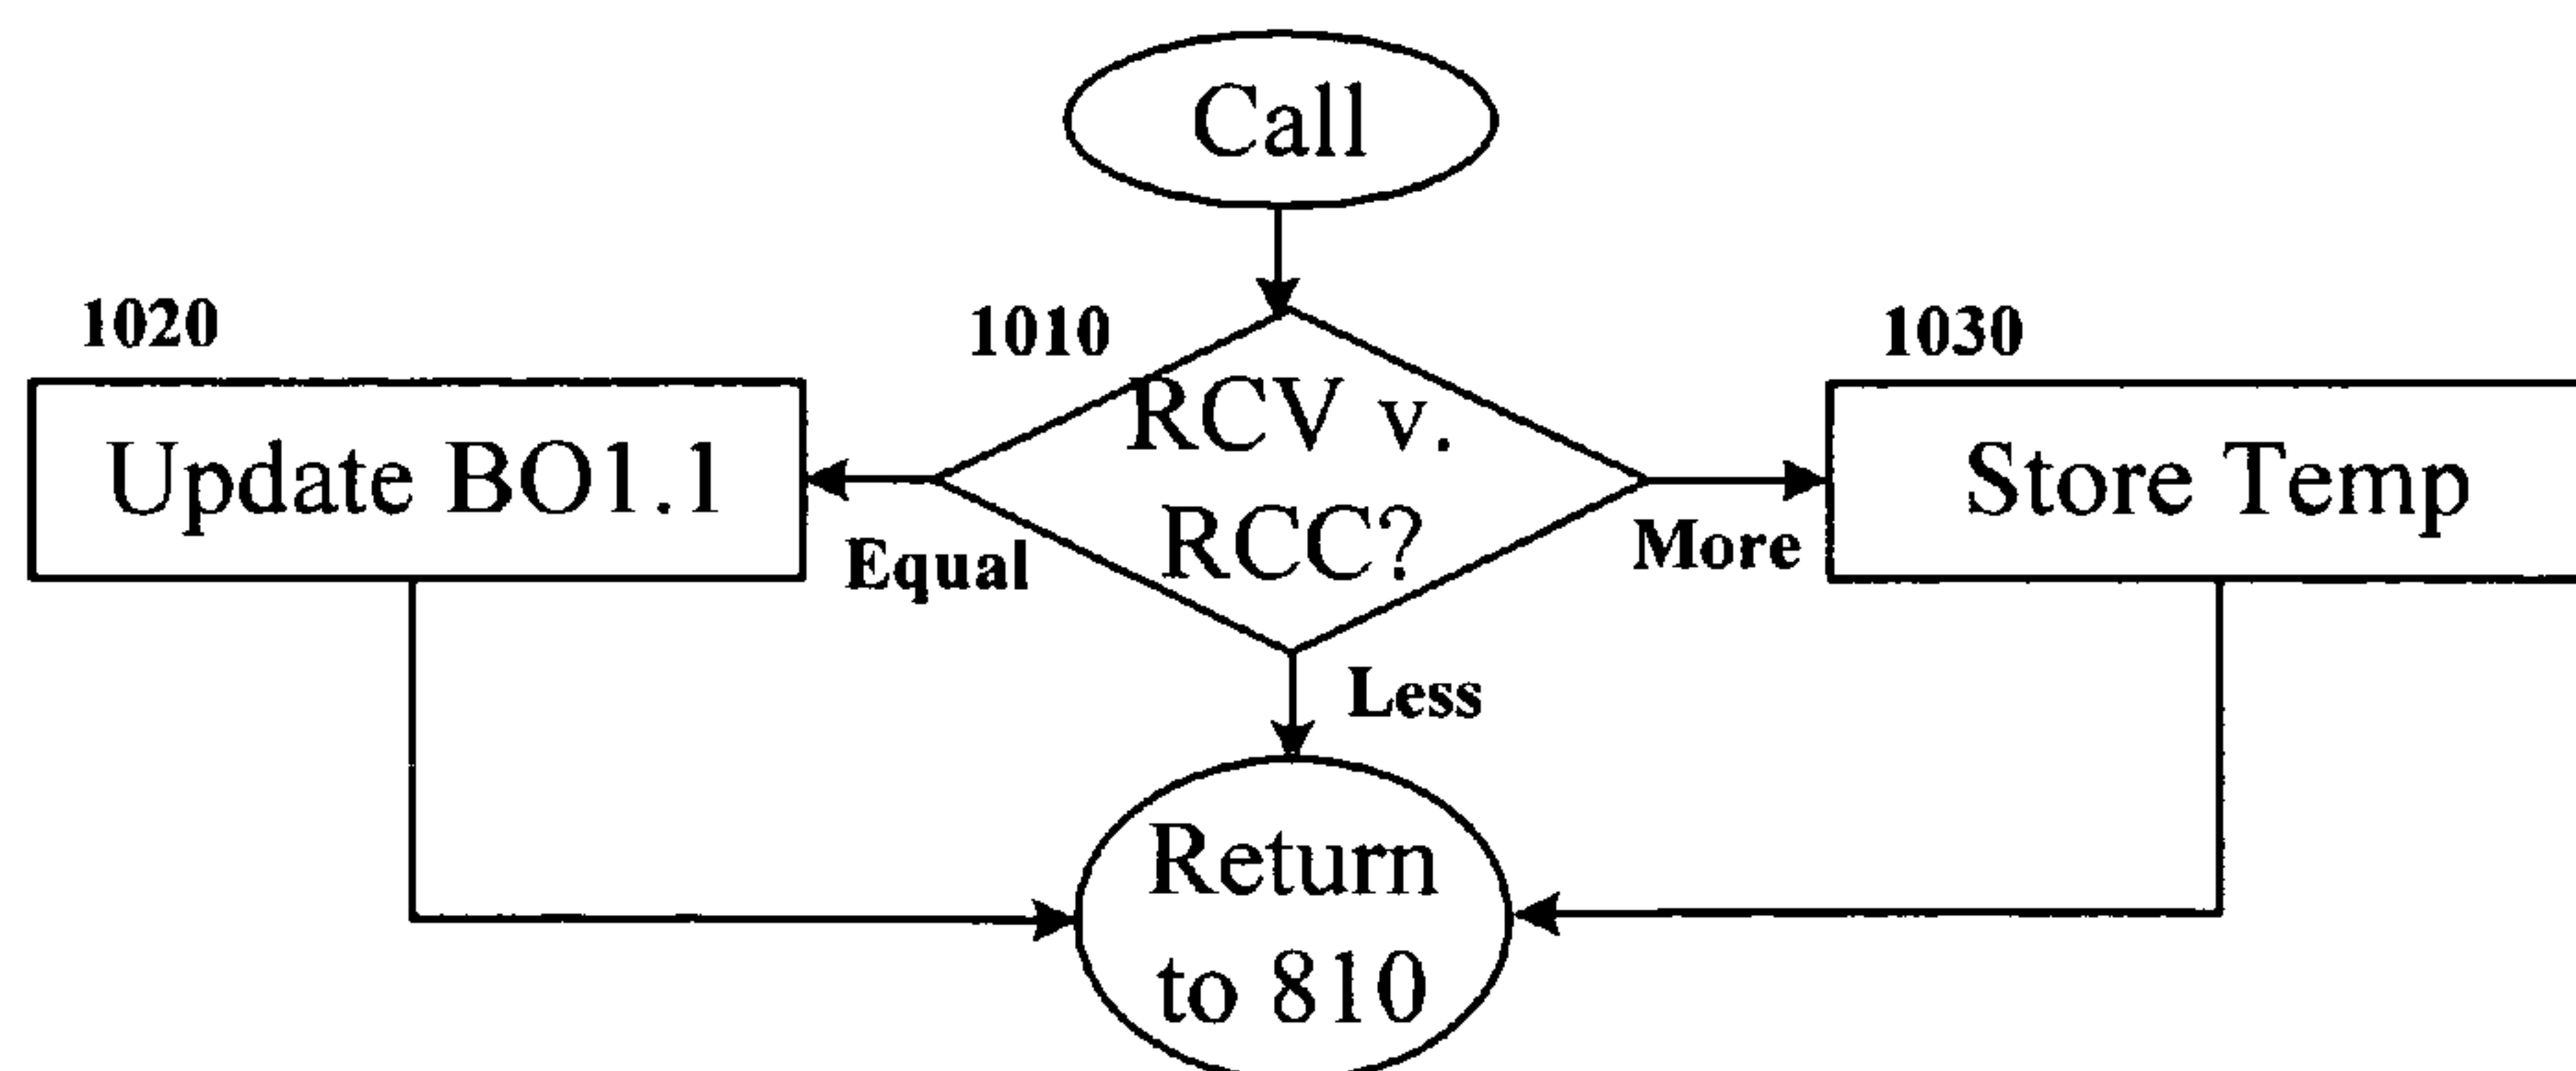 Call
1020
1010
1030
RCV v.
RCC?
Update BO1.1
Store Temp
Equal
More
Less
Return
to 810